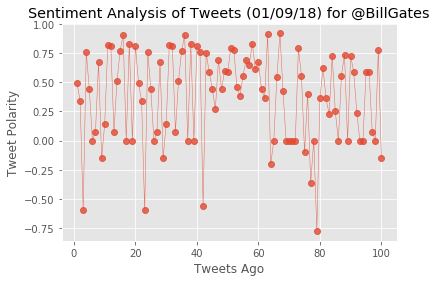 Sentiment Analysis of Tweets (01/09/18) for @BillGates
1.00
0.75
0.50
0.25
0.00
−0.25
−0.50
−0.75
Tweet Polarity
0 20 40 60 80 100
Tweets Ago